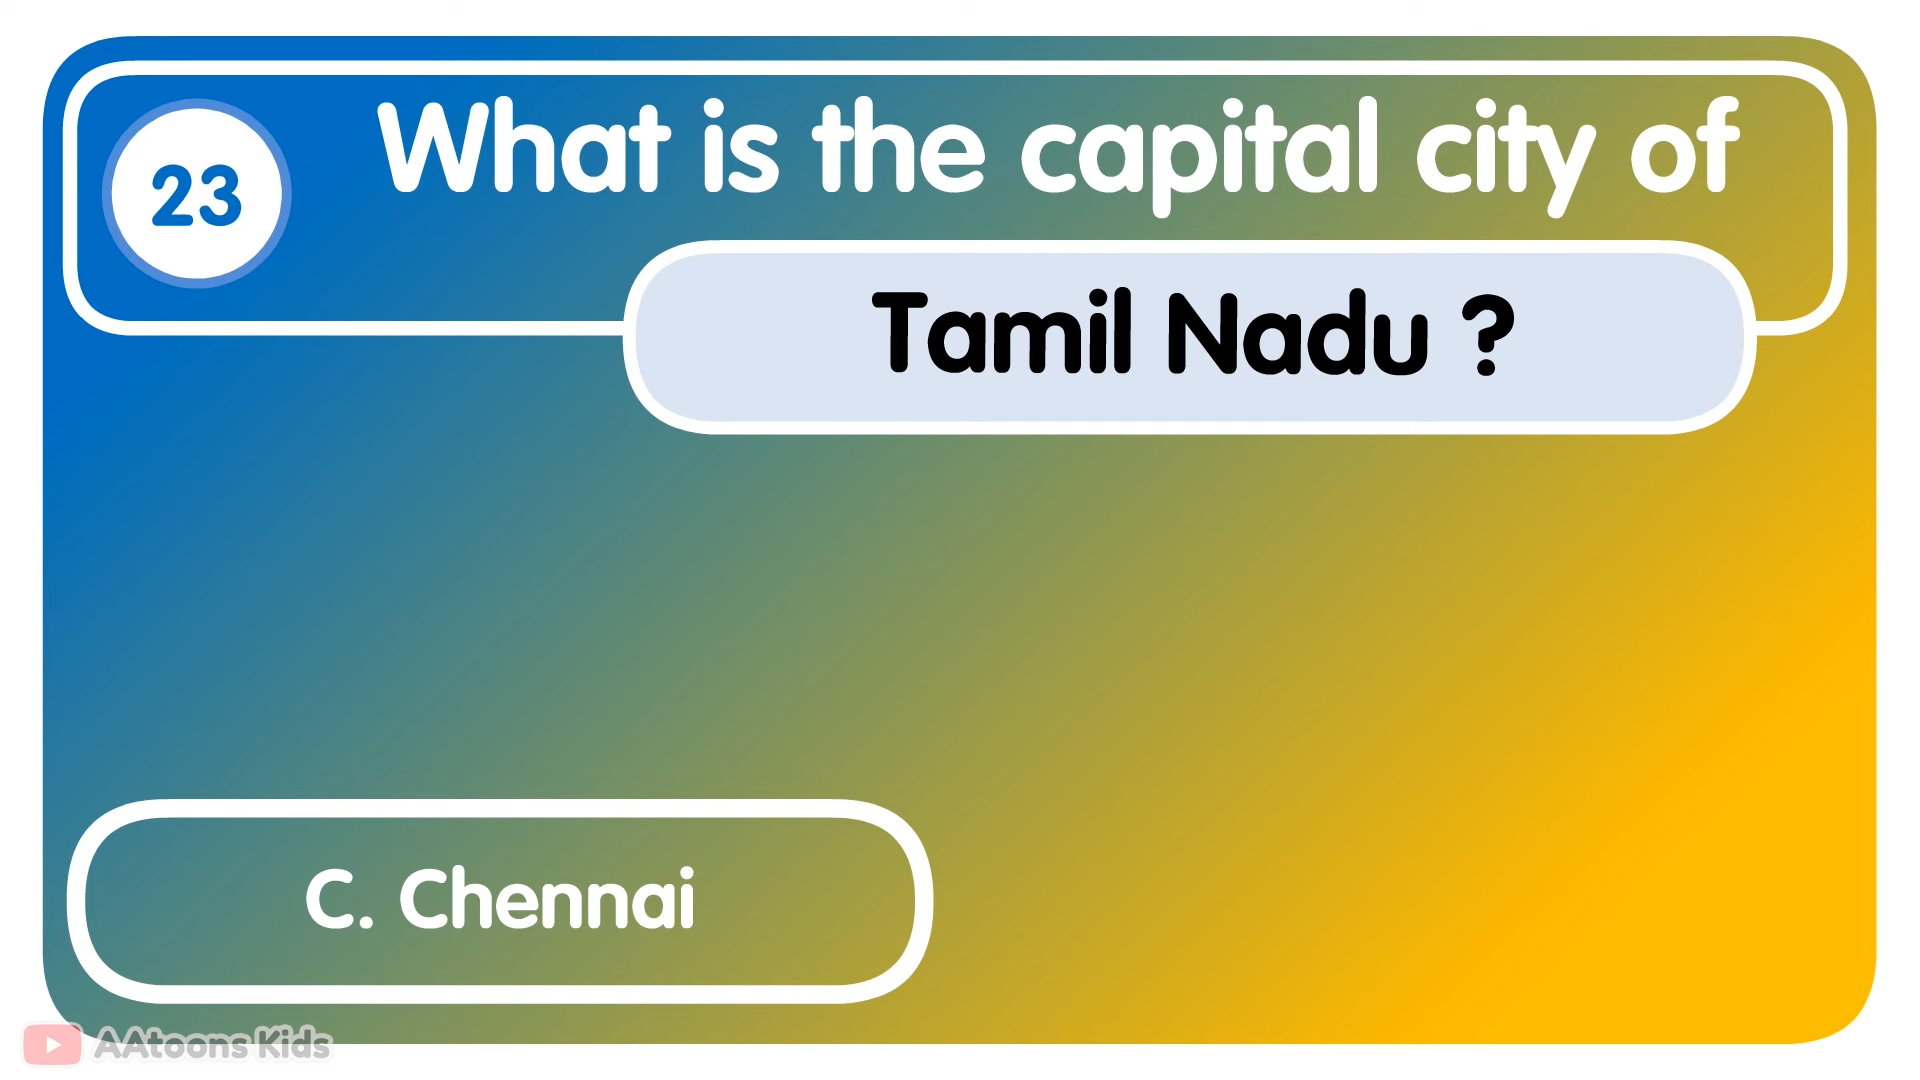 23
What is the capital city of
Tamil Nadu ?
C. Chennai
AAtoons Kids